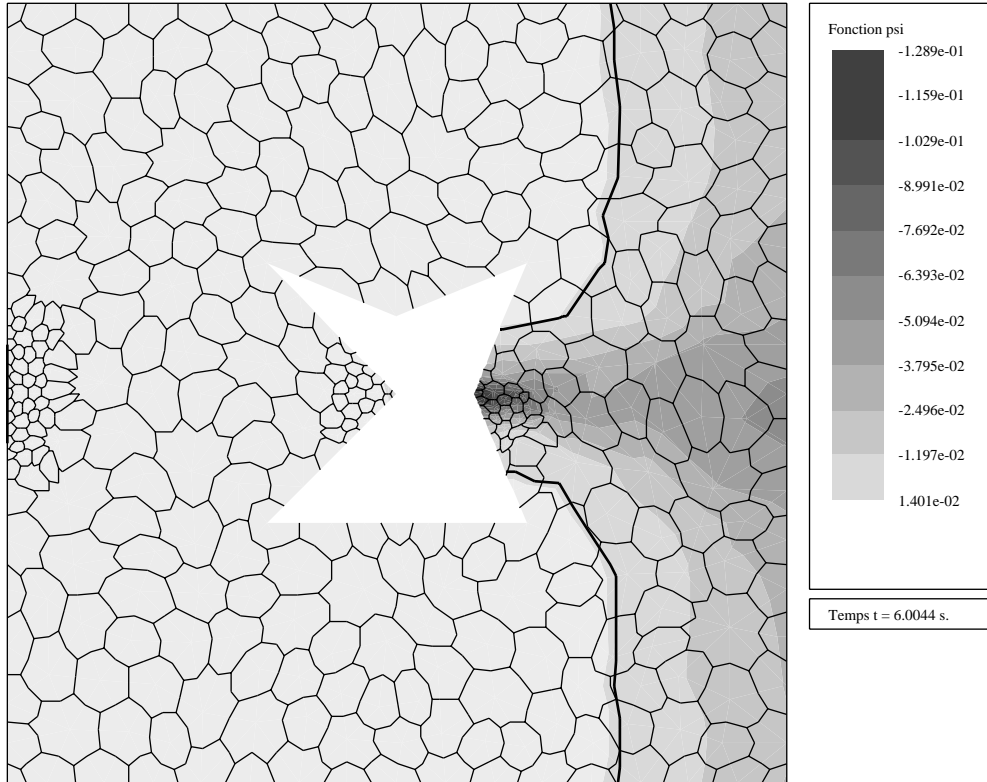 Fonction psi
-1.289e-01
-1.159e-01
-1.029e-01
-8.991e-02
-7.692e-02
-6.393e-02
-5.094e-02
-3.795e-02
-2.496e-02
-1.197e-02
1.401e-02
Temps t = 6.0044 s.